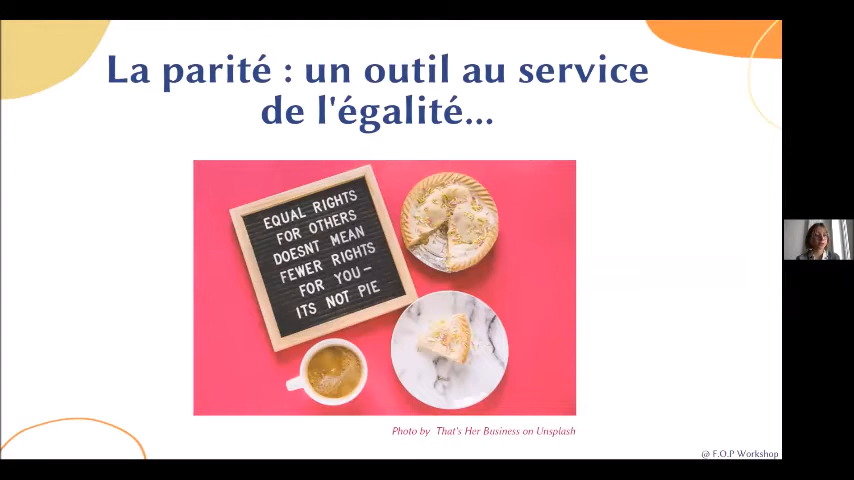 La parité : un outil au service
de l'égalité...
EQUAL RIGHTS
FOR OTHERS
DOESNT MEAN
FEWER RIGHTS
FOR YOU—
ITS NOT PIE
Photo by That's Her Business on Unsplash
@ F.O.P Workshop